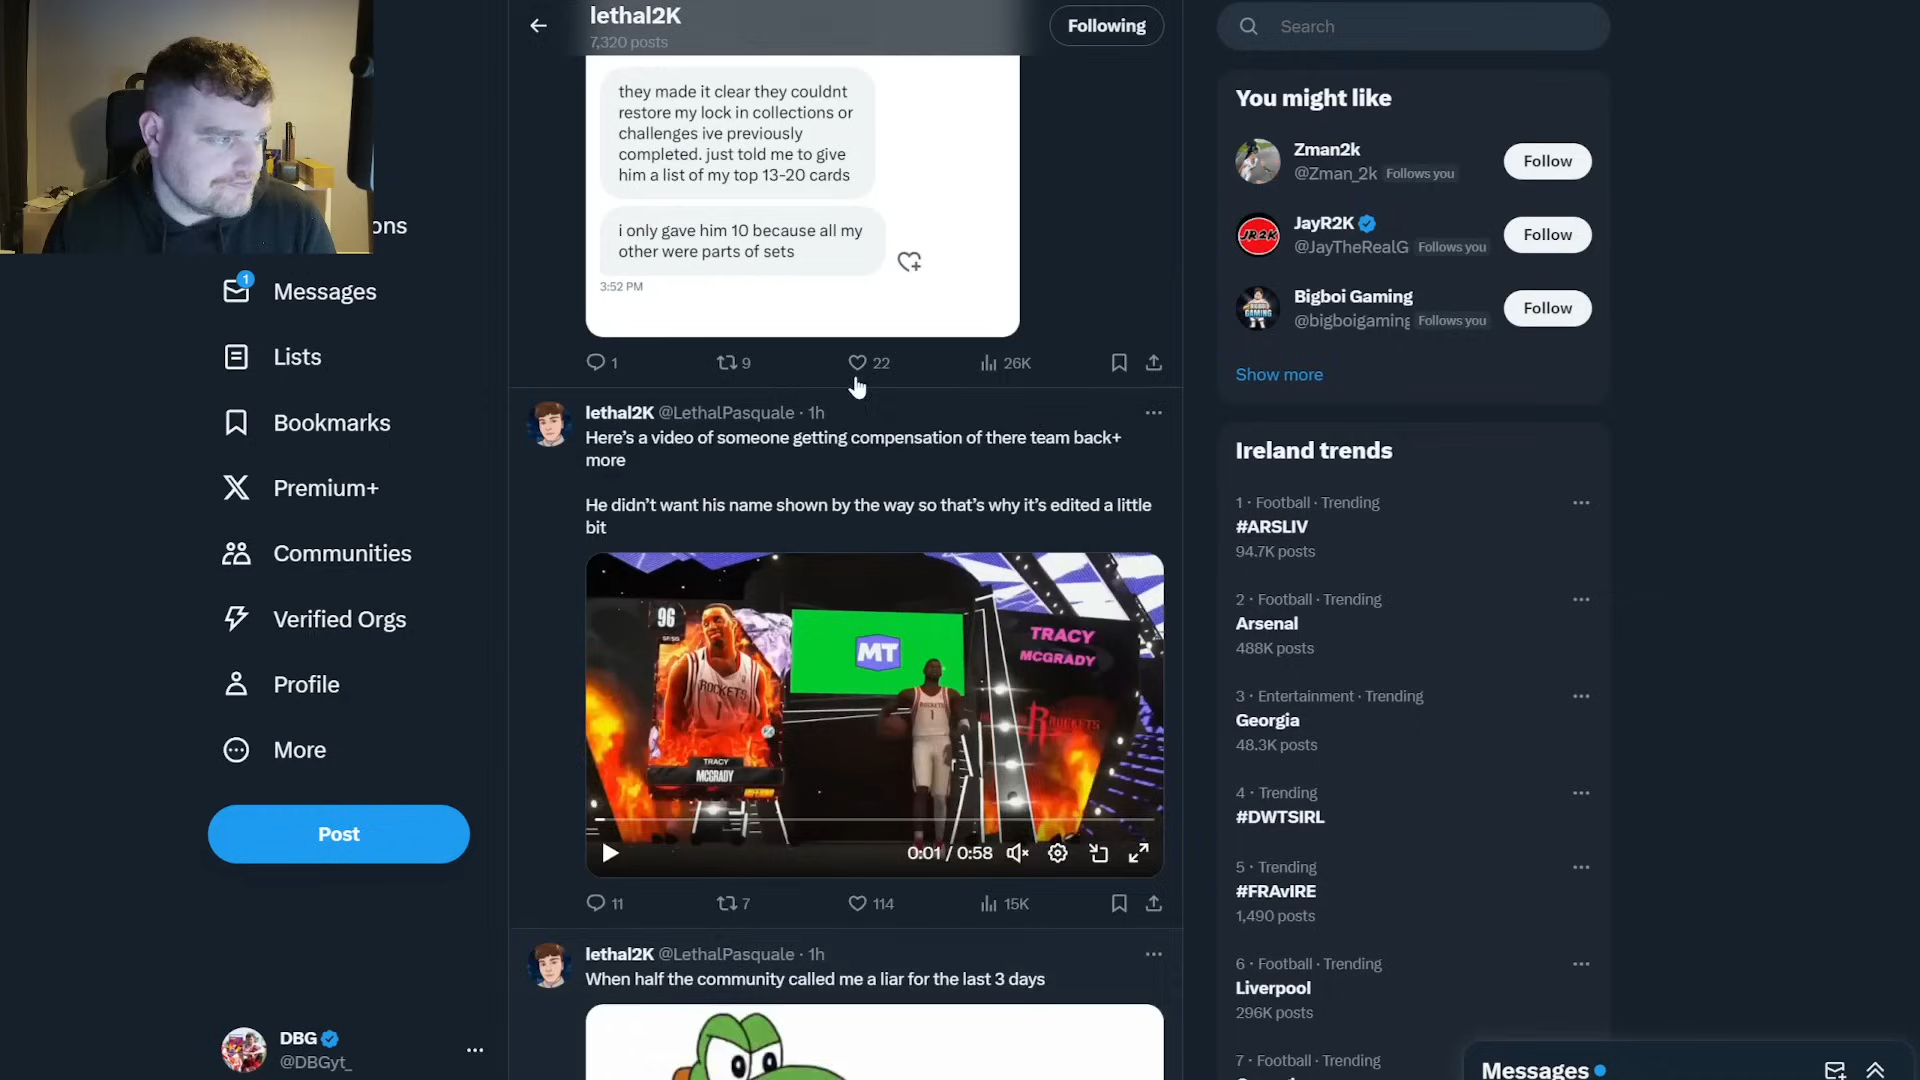 lethal2K
7,320 posts
Following
they made it clear they couldnt
restore my lock in collections or
challenges ive previously
completed. just told me to give
him a list of my top 13-20 cards
i only gave him 10 because all my
other were parts of sets
3:52 PM
1
9
22
26K
lethal2K @LethalPasquale · 1h
Here's a video of someone getting compensation of there team back+
more
He didn't want his name shown by the way so that's why it's edited a little
bit
96
MT
TRACY
MCGRADY
ROCKETS
1
ROCKETS
1
ROCKETS
TRACY
MCGRADY
0:01 / 0:58
11
7
114
15K
lethal2K @LethalPasquale · 1h
When half the community called me a liar for the last 3 days
ons
1
Messages
Lists
Bookmarks
Premium+
Communities
Verified Orgs
Profile
More
Post
DBG
@DBGyt_
Search
You might like
Zman2k
@Zman_2k Follows you
Follow
JR2K
JayR2K
@JayTheRealG Follows you
Follow
BIGBOI
GAMING
Bigboi Gaming
@bigboigaming Follows you
Follow
Show more
Ireland trends
1 · Football · Trending
#ARSLIV
94.7K posts
2 · Football · Trending
Arsenal
488K posts
3 · Entertainment · Trending
Georgia
48.3K posts
4 · Trending
#DWTSIRL
5 · Trending
#FRAvIRE
1,490 posts
6 · Football · Trending
Liverpool
296K posts
7 · Football · Trending
Messages